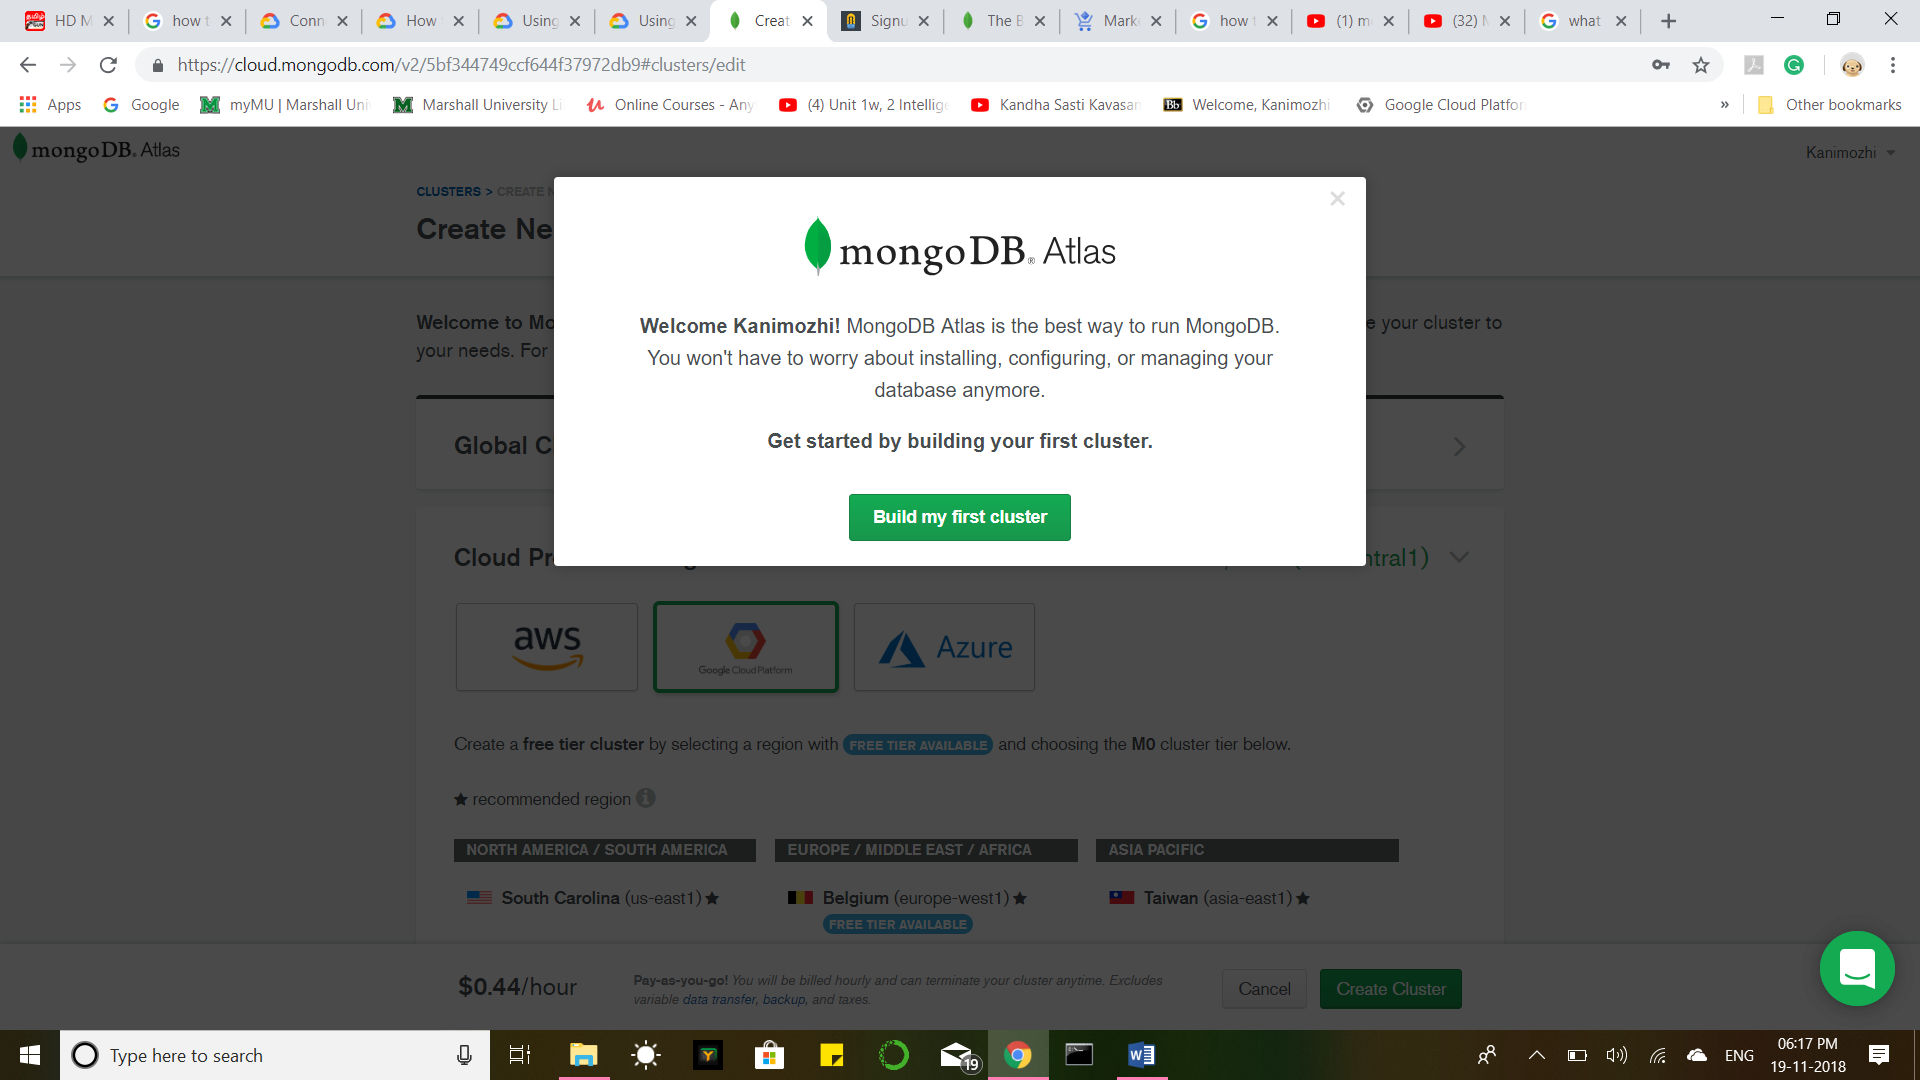 HD M
how t
Conn
How
Using
Using
Creat
Signu
The B
Mark
how t
(1) m
(32) M
what
https://cloud.mongodb.com/v2/5bf344749ccf644f37972db9#clusters/edit
Apps
Google
myMU | Marshall Uni
Marshall University Li
Online Courses - Any
(4) Unit 1w, 2 Intellige
Kandha Sasti Kavasam
Bb
Welcome, Kanimozhi
Google Cloud Platfor
»
Other bookmarks
mongoDB. Atlas
Kanimozhi
CLUSTERS > CREATE
Create Ne
mongoDB® Atlas
Welcome Kanimozhi! MongoDB Atlas is the best way to run MongoDB.
You won't have to worry about installing, configuring, or managing your
database anymore.
Get started by building your first cluster.
Build my first cluster
Welcome to Mo
e your cluster to
your needs. For
Global C
Cloud Pr
ntral1)
aws
Google Cloud Platform
Azure
Create a free tier cluster by selecting a region with FREE TIER AVAILABLE and choosing the M0 cluster tier below.
★ recommended region i
NORTH AMERICA / SOUTH AMERICA
EUROPE / MIDDLE EAST / AFRICA
ASIA PACIFIC
South Carolina (us-east1) ★
Belgium (europe-west1) ★
Taiwan (asia-east1) ★
FREE TIER AVAILABLE
$0.44/hour
Pay-as-you-go! You will be billed hourly and can terminate your cluster anytime. Excludes
variable data transfer, backup, and taxes.
Cancel
Create Cluster
Type here to search
19
ENG
06:17 PM
19-11-2018